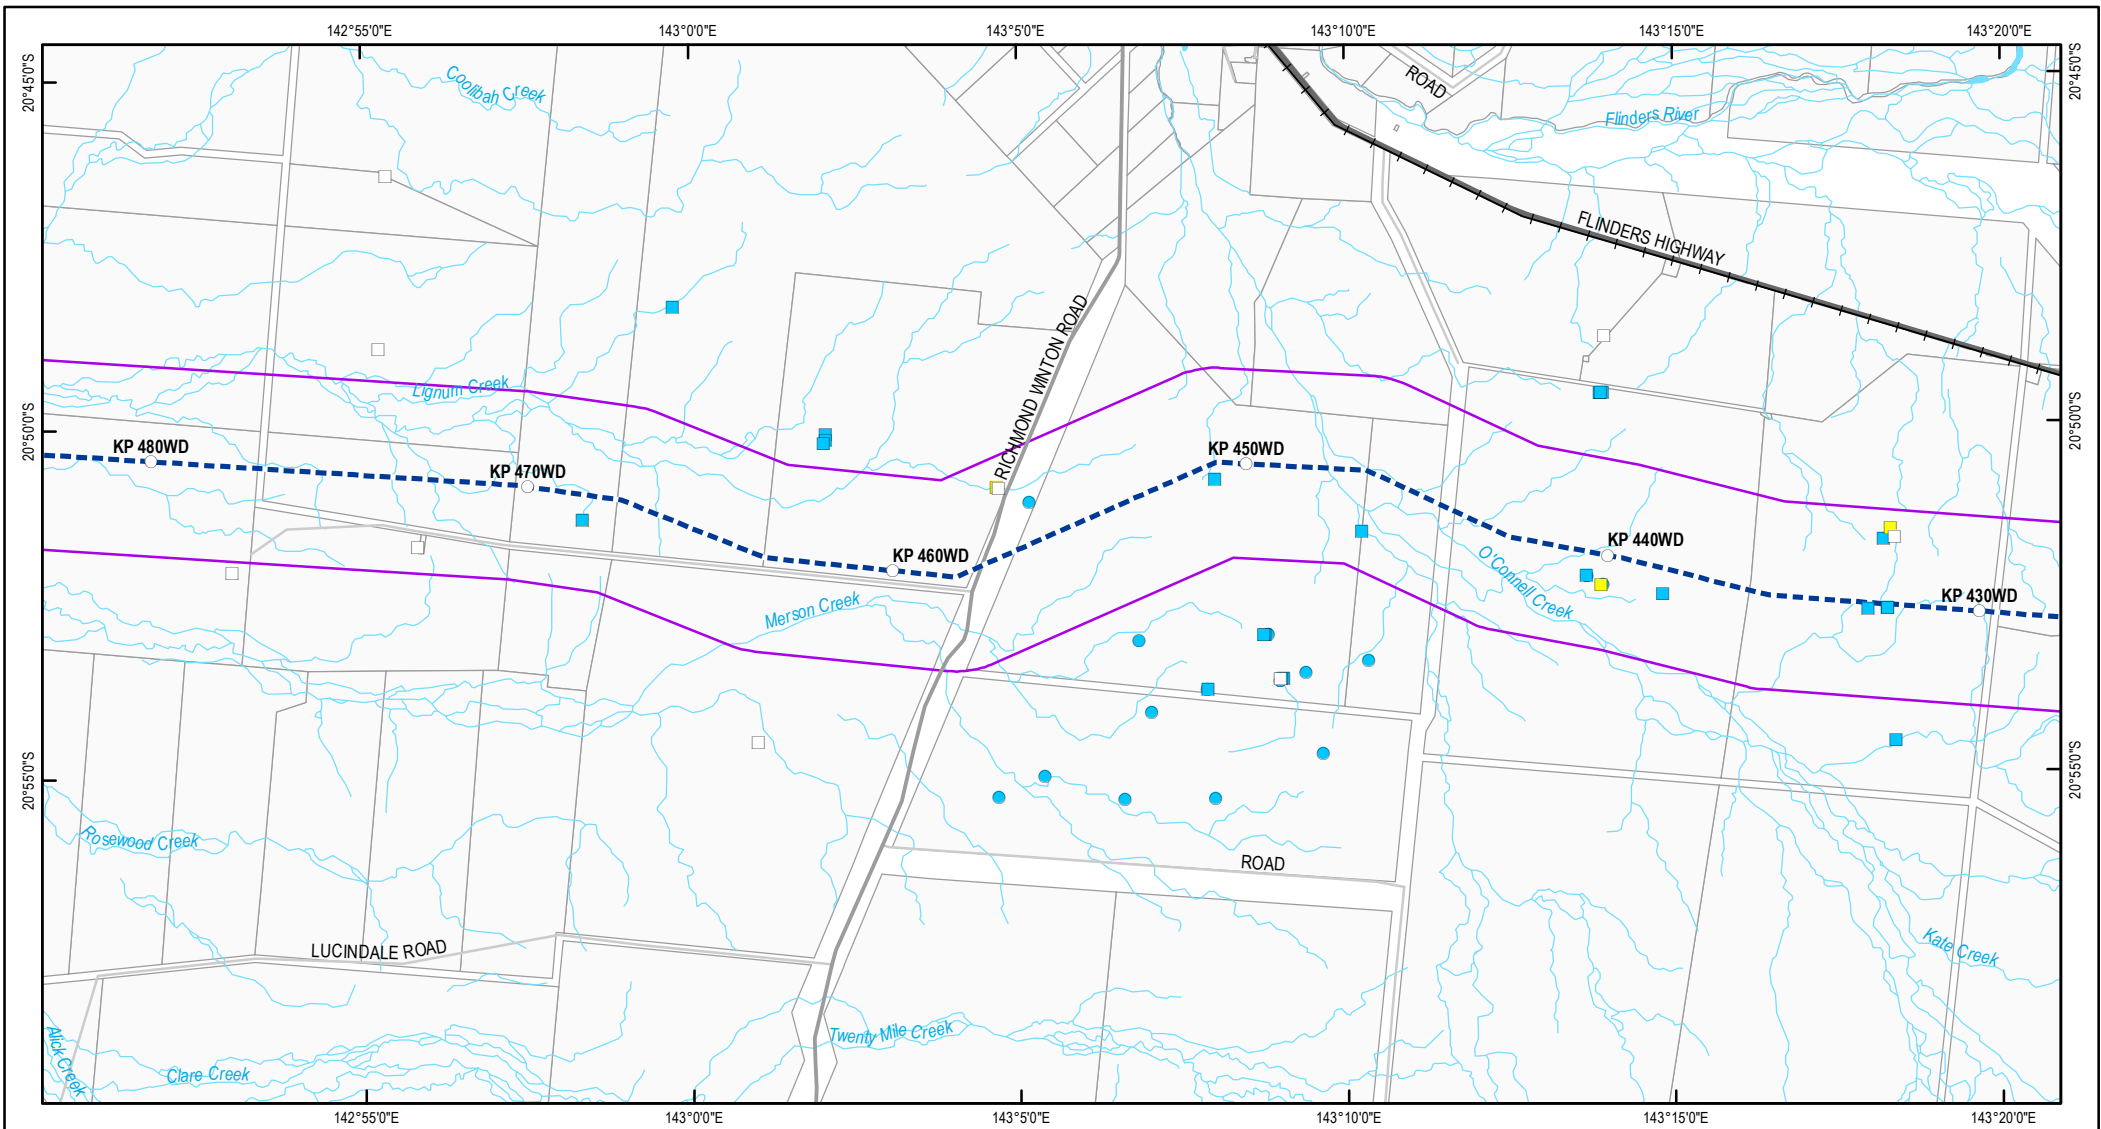 142°55'0"E
143°0'0"E
143°5'0"E
143°10'0"E
143°15'0"E
143°20'0"E
20°45'0"S
20°45'0"S
Coolbah Creek
ROAD
Flinders River
FLINDERS HIGHWAY
RICHMOND WINTON ROAD
Lignum Creek
20°50'0"S
20°50'0"S
KP 480WD
KP 470WD
KP 450WD
KP 460WD
KP 440WD
KP 430WD
O'Connell Creek
Merson Creek
20°55'0"S
20°55'0"S
Rosewood Creek
ROAD
LUCINDALE ROAD
Kate Creek
Alick Creek
Twenty Mile Creek
Clare Creek
142°55'0"E
143°0'0"E
143°5'0"E
143°10'0"E
143°15'0"E
143°20'0"E